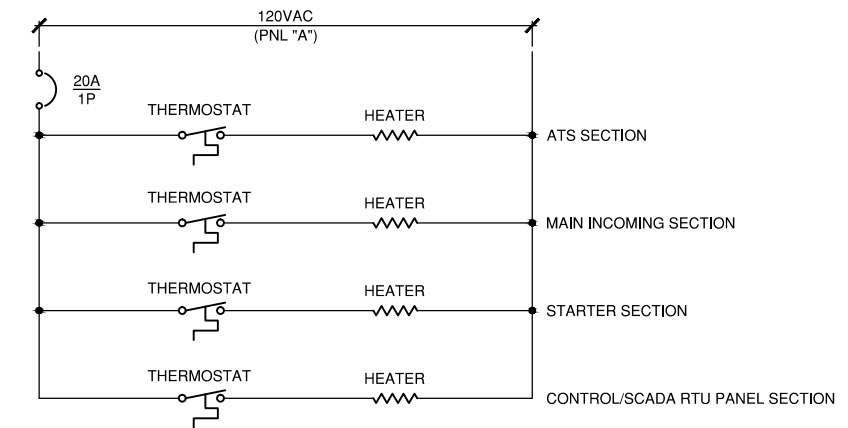 120VAC
(PNL "A")
20A
1P
THERMOSTAT
HEATER
ATS SECTION
THERMOSTAT
HEATER
MAIN INCOMING SECTION
THERMOSTAT
HEATER
STARTER SECTION
THERMOSTAT
HEATER
CONTROL/SCADA RTU PANEL SECTION